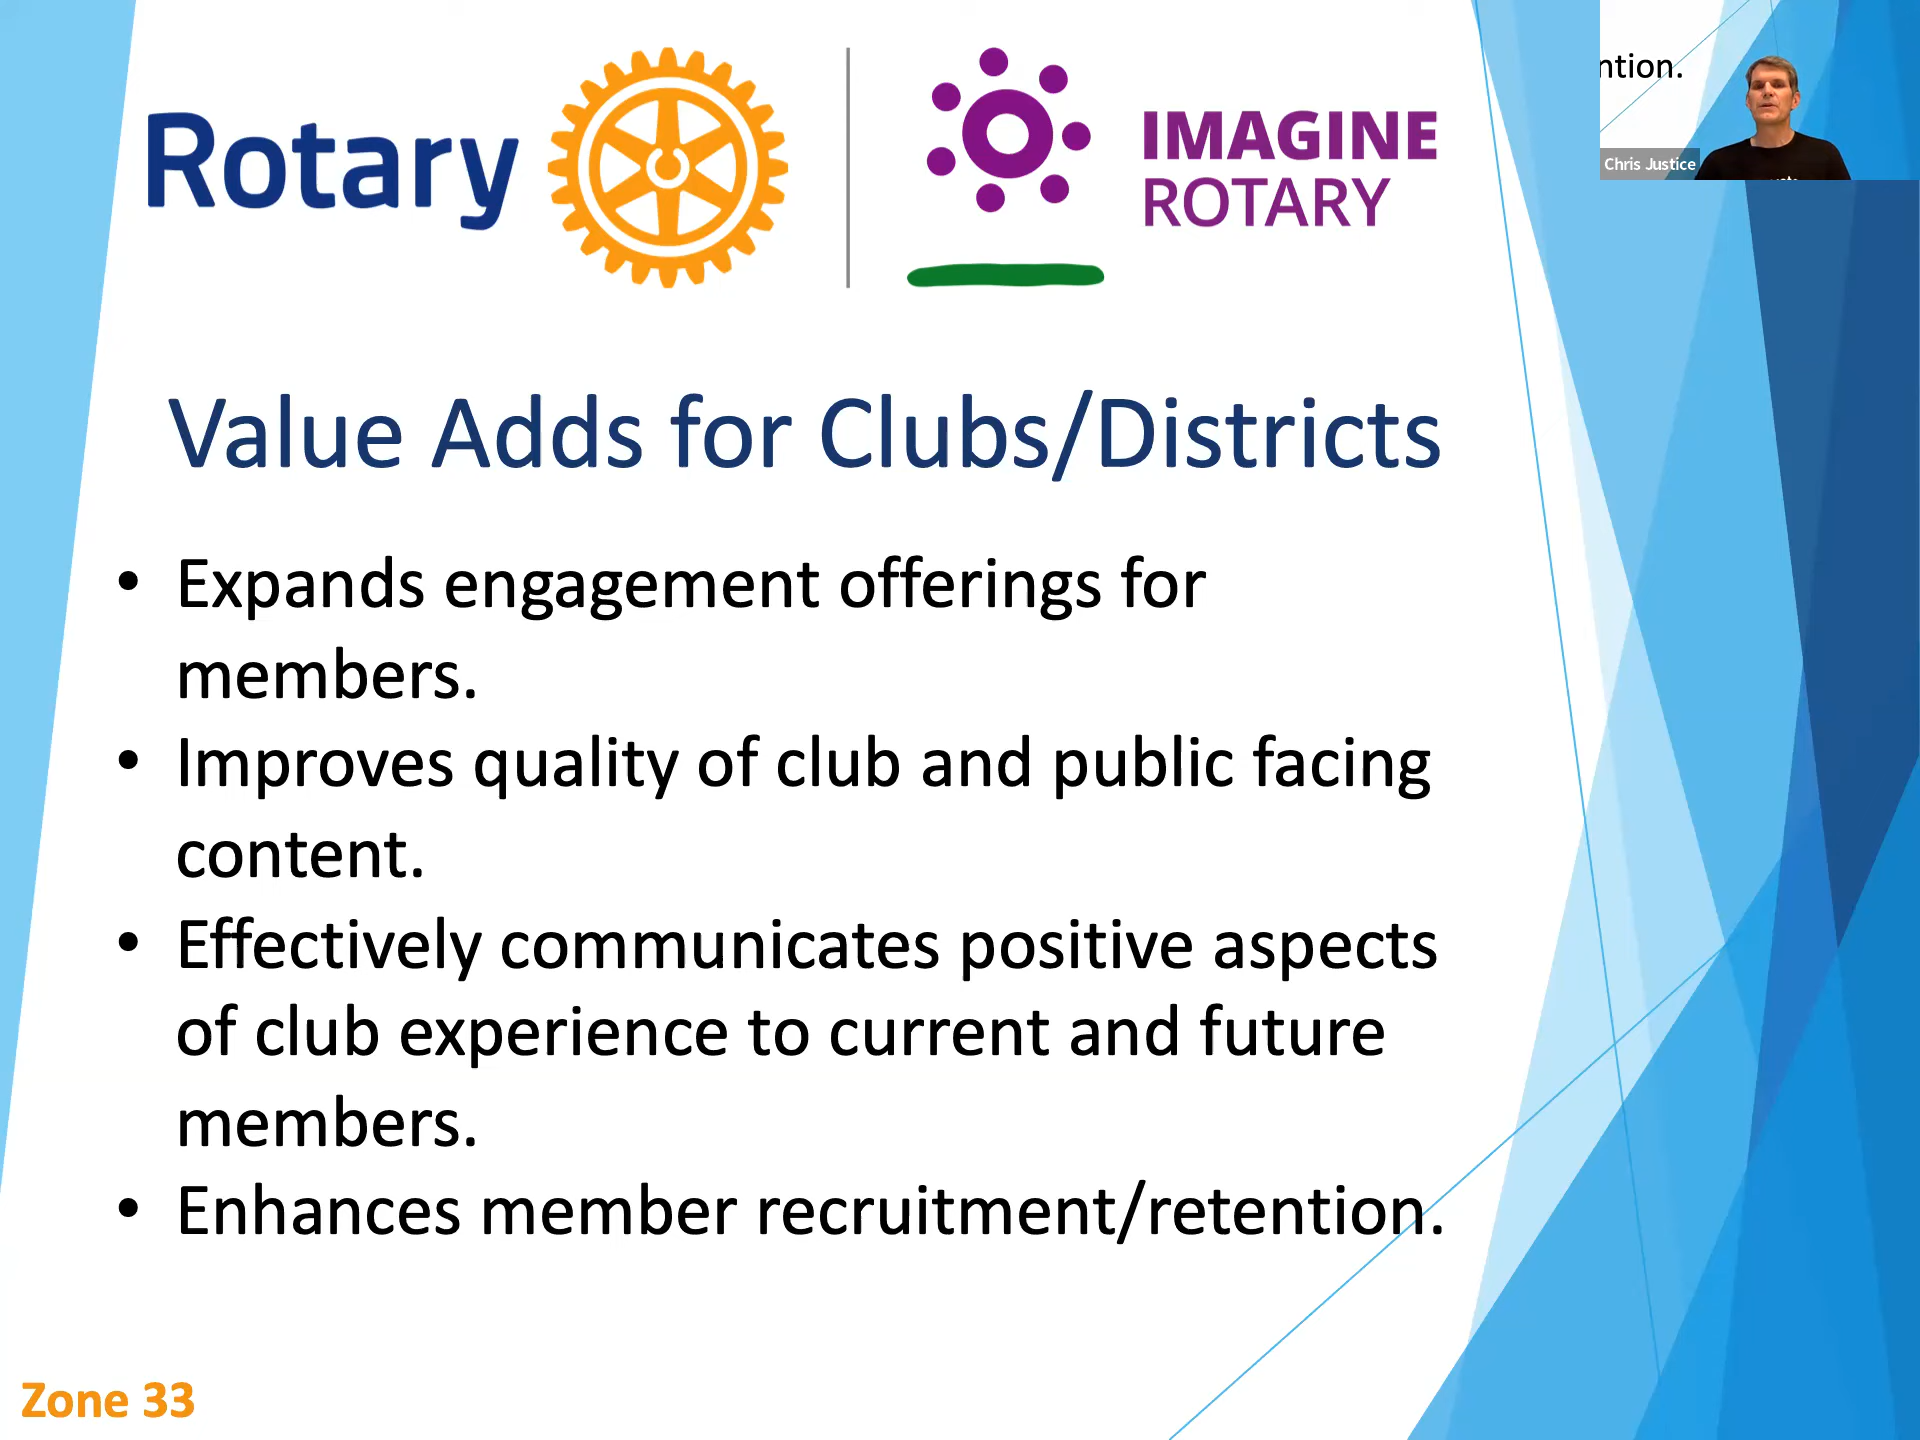 Rotary
IMAGINE
ROTARY
ntion.
Chris Justice
Value Adds for Clubs/Districts
• Expands engagement offerings for
members.
• Improves quality of club and public facing
content.
• Effectively communicates positive aspects
of club experience to current and future
members.
• Enhances member recruitment/retention.
Zone 33